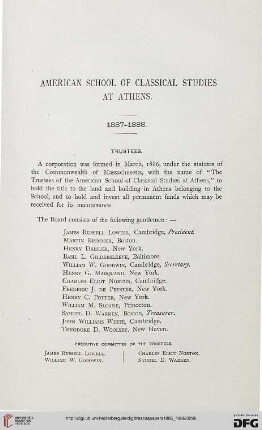 AMERICAN SCHOOL OF CLASSICAL STUDIES
AT ATHENS.
1887-1888.
TRUSTEES.
A corporation was formed in March, 1886, under the statutes of
the Commonwealth of Massachusetts, with the name of "The
Trustees of the American School of Classical Studies at Athens," to
hold the title to the land and building in Athens belonging to the
School, and to hold and invest all permanent funds which may be
received for its maintenance
The Board consists of the following gentlemen: —
JAMES RUSSELL LOWELL, Cambridge, President.
MARTIN BRIMMER, Boston.
HENRY DRISLER, New York.
BASIL L. GILDERSLEEVE, Baltimore.
WILLIAM W. GOODWIN, Cambridge, Secretary.
HENRY G. MARQUAND, New York.
CHARLES ELIOT NORTON, Cambridge.
FREDERIC J. DE PEYSTER, New York.
HENRY C. POTTER, New York.
WILLIAM M. SLOANE, Princeton.
SAMUEL D. WARREN, Boston, Treasurer.
JOHN WILLIAMS WHITE, Cambridge.
THEODORE D. WOOLSEY, New Haven.
EXECUTIVE COMMITTEE OF THE TRUSTEES.
JAMES RUSSELL LOWELL. CHARLES ELIOT NORTON.
WILLIAM W. GOODWIN. SAMUEL D. WARREN.
UNIVERSITÄTS-
BIBLIOTHEK
HEIDELBERG
DFG